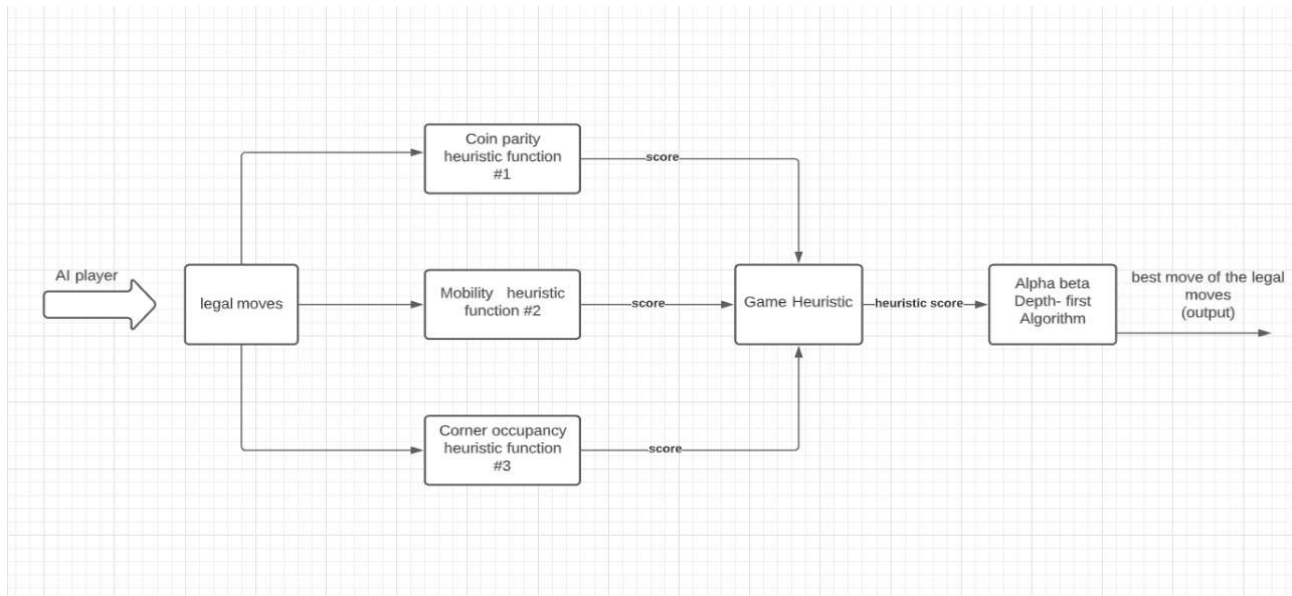 AI player
legal moves
Coin parity
heuristic function
#1
score
Mobility heuristic
function #2
score
Corner occupancy
heuristic function
#3
score
Game Heuristic
heuristic score
Alpha beta
Depth- first
Algorithm
best move of the legal
moves
(output)